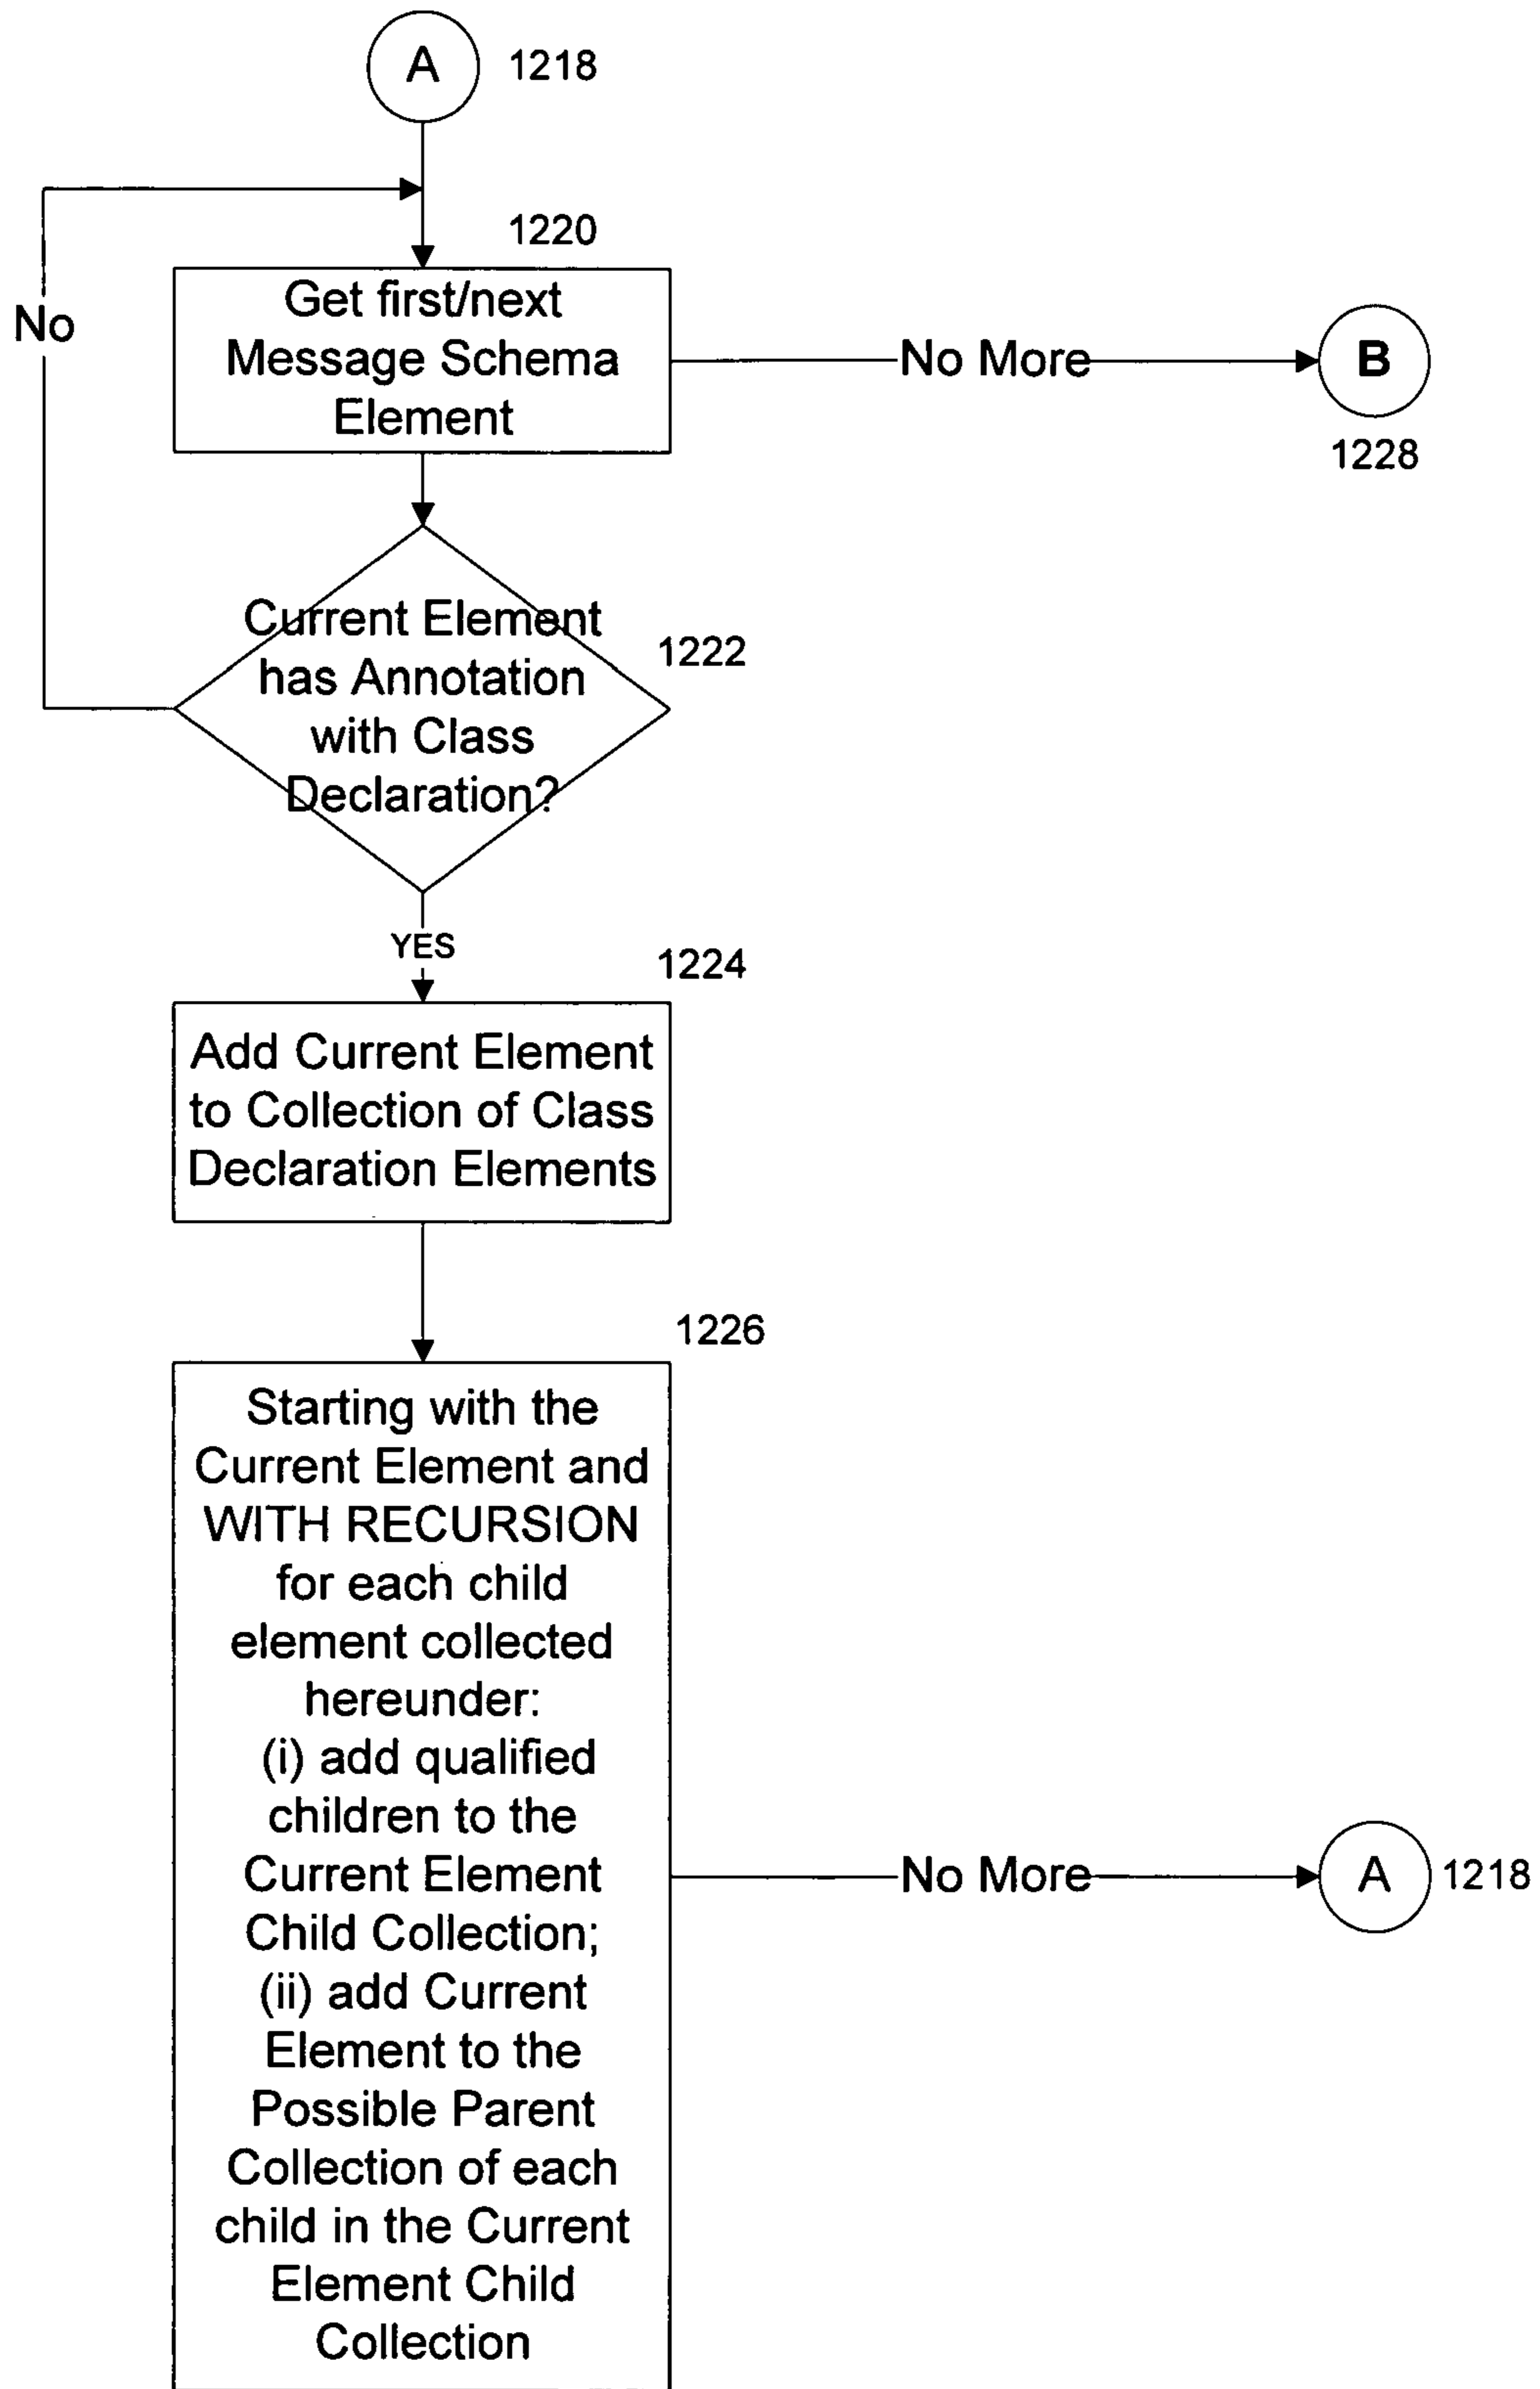 A
1218
1220
No
Get first/next
Message Schema
Element
No More
B
1228
Current Element
has Annotation
with Class
Declaration?
1222
YES
1224
Add Current Element
to Collection of Class
Declaration Elements
1226
Starting with the
Current Element and
WITH RECURSION
for each child
element collected
hereunder:
(i) add qualified
children to the
Current Element
Child Collection;
(ii) add Current
Element to the
Possible Parent
Collection of each
child in the Current
Element Child
Collection
No More
A
1218